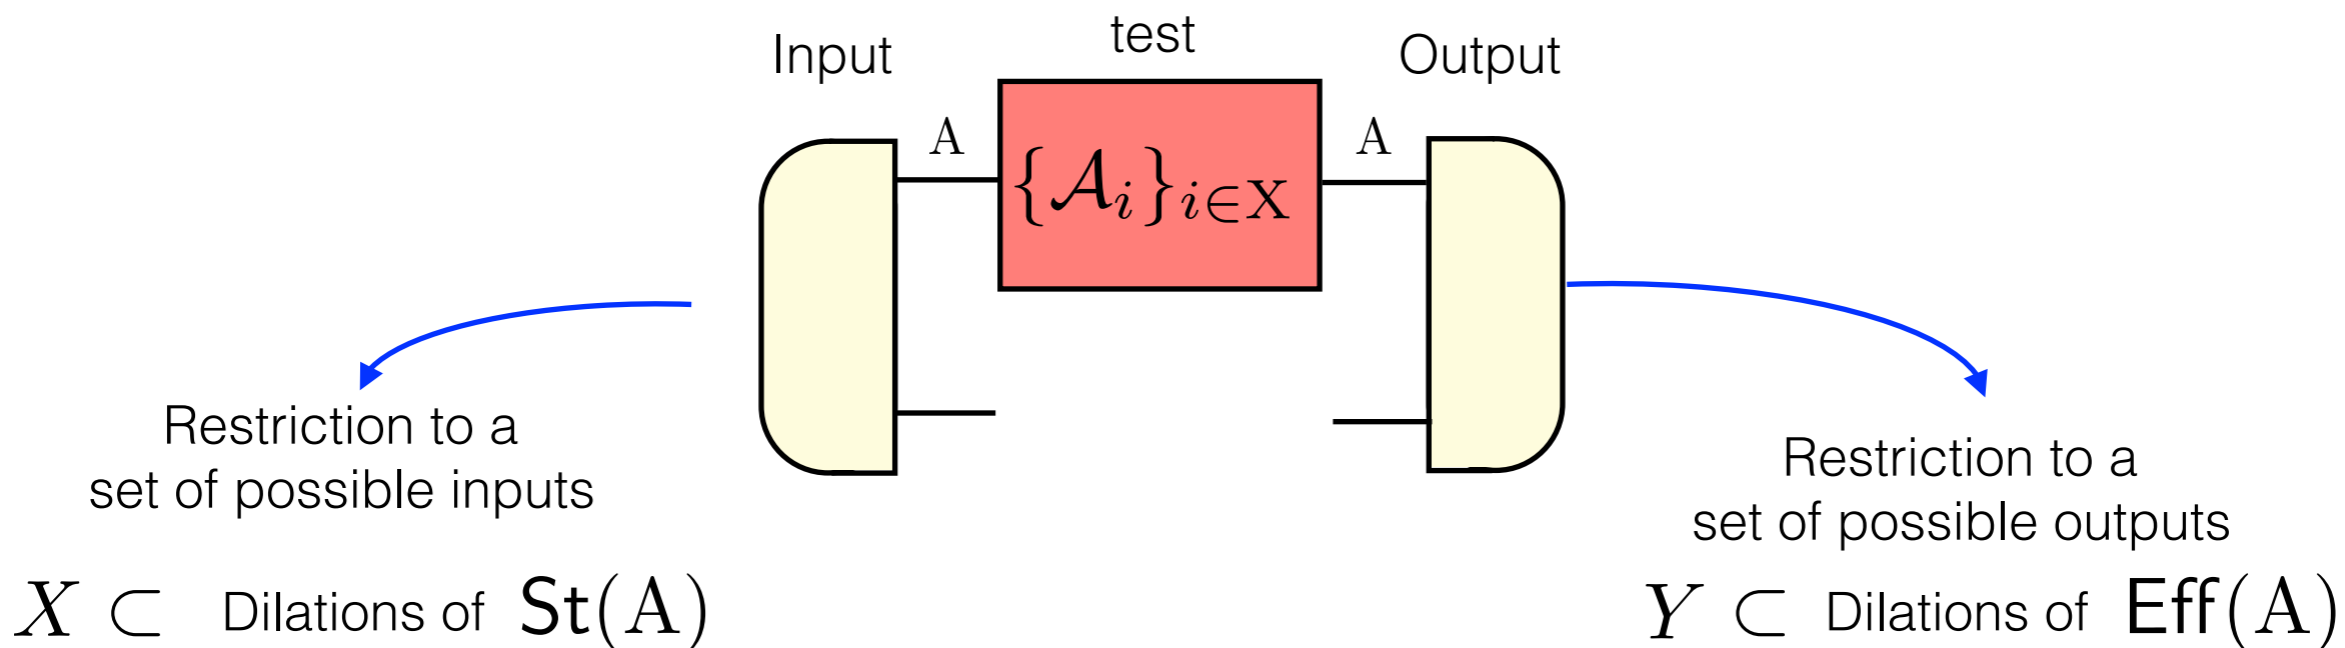 Input
test
Output
A
A
{𝒜ᵢ}ᵢ∈X
Restriction to a
set of possible inputs
X ⊂ Dilations of St(A)
Restriction to a
set of possible outputs
Y ⊂ Dilations of Eff(A)